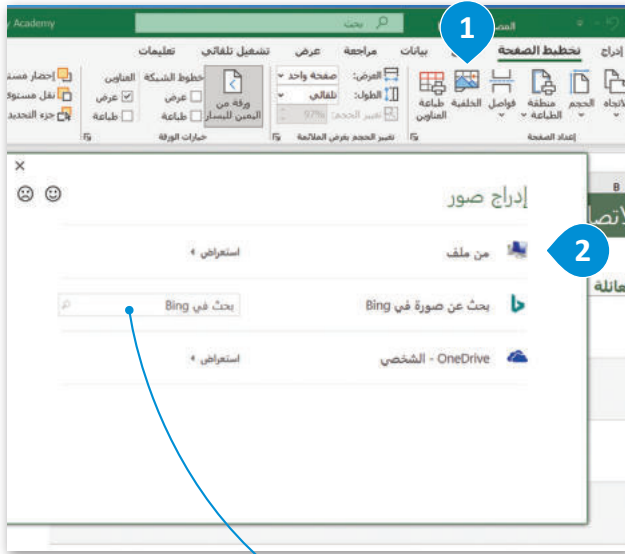 Academy
بحث
1
إدراج
تخطيط الصفحة
بيانات
مراجعة
عرض
تشغيل تلقائي
تعليمات
الاتجاه
الحجم
منطقة الطباعة
فواصل
الخلفية
طباعة العناوين
إعداد الصفحة
العرض: صفحة واحد
الطول: تلقائي
تغيير الحجم: 97%
تغيير الحجم بغرض الملائمة
ورقة من اليمين لليسار
خطوط الشبكة
عرض
طباعة
العناوين
عرض
طباعة
خيارات الورقة
إحضار
نقل
جزء التحديد
B
إدراج صور
2
من ملف
استعراض
بحث عن صورة في Bing
بحث في Bing
OneDrive - الشخصي
استعراض